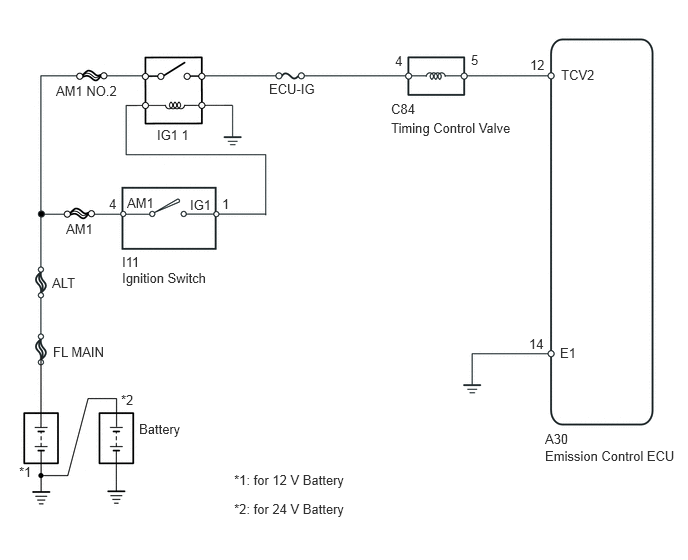 4
5
12
TCV2
AM1 NO.2
ECU-IG
C84
Timing Control Valve
IG1 1
4
AM1
IG1
1
AM1
I11
Ignition Switch
ALT
FL MAIN
14
E1
*2
Battery
*1
A30
Emission Control ECU
*1: for 12 V Battery
*2: for 24 V Battery